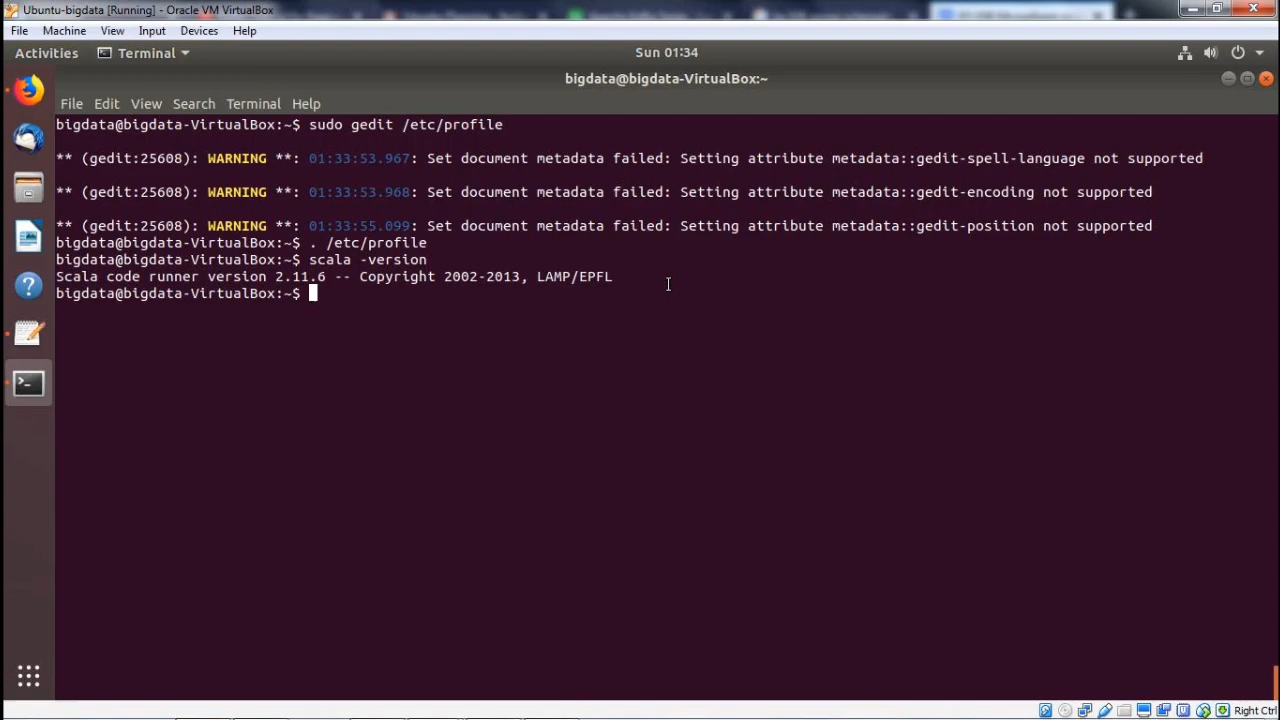 Ubuntu-bigdata [Running] - Oracle VM VirtualBox
File Machine View Input Devices Help
Activities Terminal Sun 01:34
bigdata@bigdata-VirtualBox:~
File Edit View Search Terminal Help
bigdata@bigdata-VirtualBox:~$ sudo gedit /etc/profile
** (gedit:25608): WARNING **: 01:33:53.967: Set document metadata failed: Setting attribute metadata::gedit-spell-language not supported
** (gedit:25608): WARNING **: 01:33:53.968: Set document metadata failed: Setting attribute metadata::gedit-encoding not supported
** (gedit:25608): WARNING **: 01:33:55.099: Set document metadata failed: Setting attribute metadata::gedit-position not supported
bigdata@bigdata-VirtualBox:~$ . /etc/profile
bigdata@bigdata-VirtualBox:~$ scala -version
Scala code runner version 2.11.6 -- Copyright 2002-2013, LAMP/EPFL
bigdata@bigdata-VirtualBox:~$
Right Ctrl